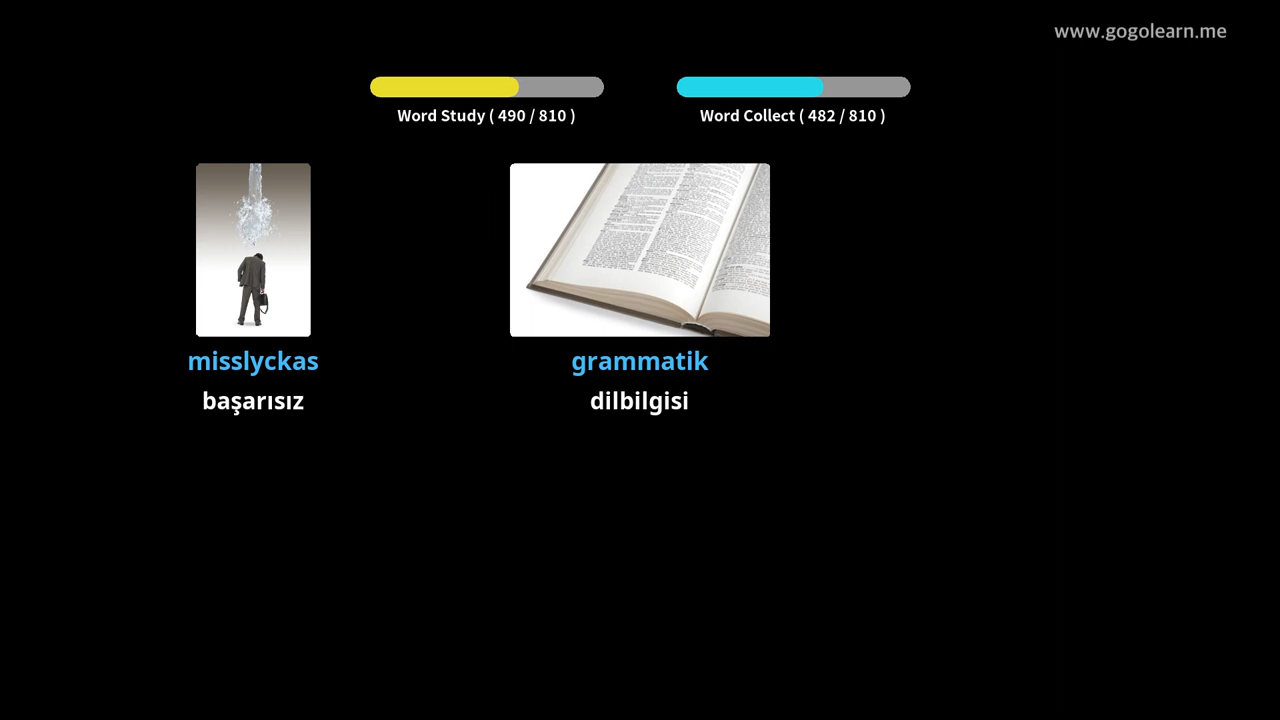 www.gogolearn.me
Word Study ( 490 / 810 )
Word Collect ( 482 / 810 )
misslyckas
başarısız
grammatik
dilbilgisi